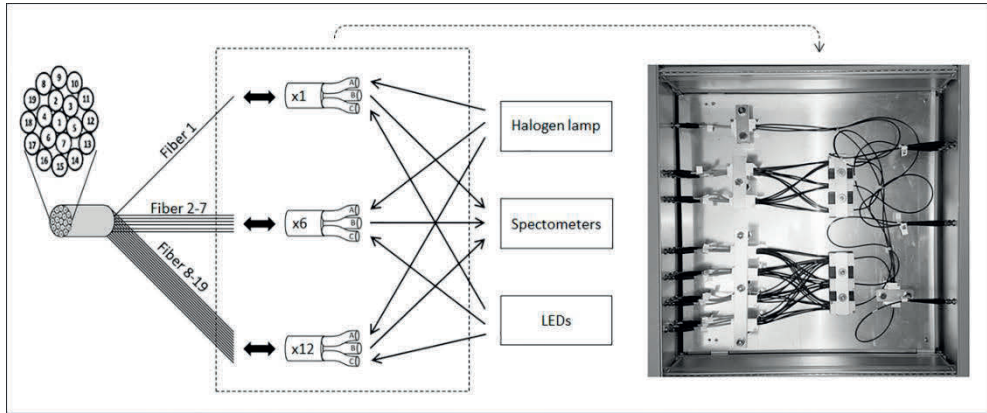 8 9 10
19 2 3 11
18 4 1 5 12
17 6 7 13
16 15 14
Fiber 1
Fiber 2-7
Fiber 8-19
x1
A
B
C
x6
A
B
C
x12
A
B
C
Halogen lamp
Spectometers
LEDs